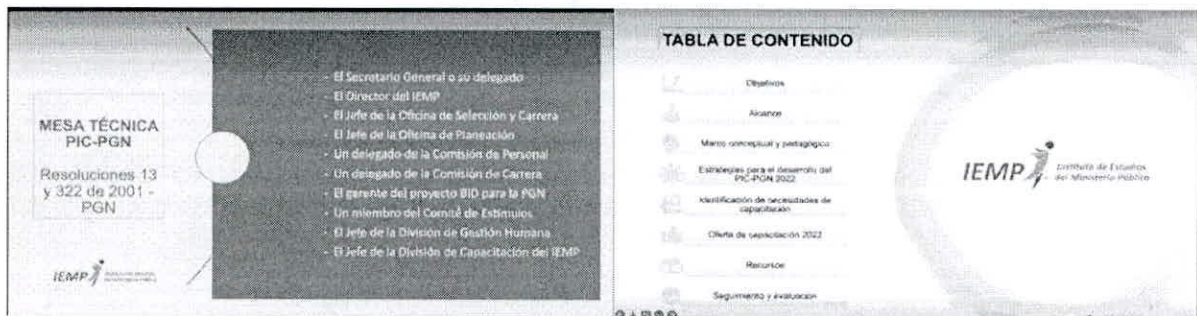 MESA TÉCNICA
PIC-PGN
Resoluciones 13
y 322 de 2001 -
PGN
IEMP
- El Secretario General o su delegado
- El Director del IEMP
- El Jefe de la Oficina de Selección y Carrera
- El Jefe de la Oficina de Planeación
- Un delegado de la Comisión de Personal
- Un delegado de la Comisión de Carrera
- El gerente del proyecto BID para la PGN
- Un miembro del Comité de Estímulos
- El Jefe de la División de Gestión Humana
- El Jefe de la División de Capacitación del IEMP
TABLA DE CONTENIDO
Objetivos
Alcance
Marco conceptual y pedagógico
Estrategias para el desarrollo del
PIC-PGN 2022
Identificación de necesidades de
capacitación
Oferta de capacitación 2022
Recursos
Seguimiento y evaluación
IEMP
Instituto de Estudios
del Ministerio Público